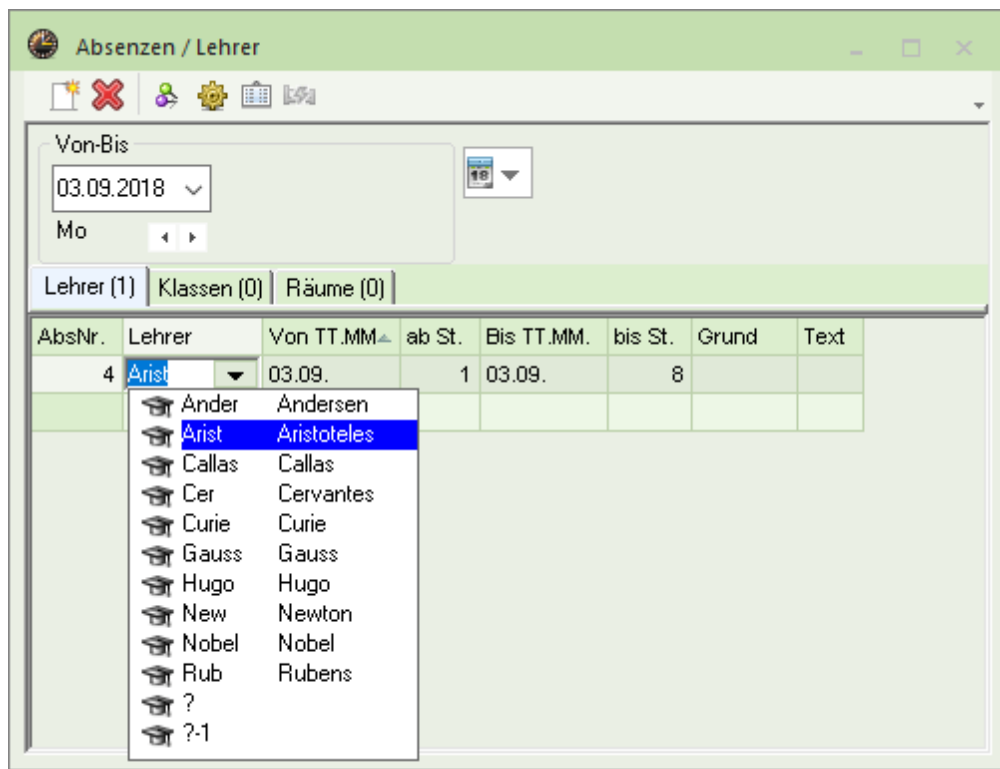 Absenzen / Lehrer
Von-Bis
03.09.2018
18
Mo
Lehrer (1) Klassen (0) Räume (0)
AbsNr. Lehrer Von TT.MM ab St. Bis TT.MM. bis St. Grund Text
4 Arist 03.09. 1 03.09. 8
Ander Andersen
Arist Aristoteles
Callas Callas
Cer Cervantes
Curie Curie
Gauss Gauss
Hugo Hugo
New Newton
Nobel Nobel
Rub Rubens
?
?-1